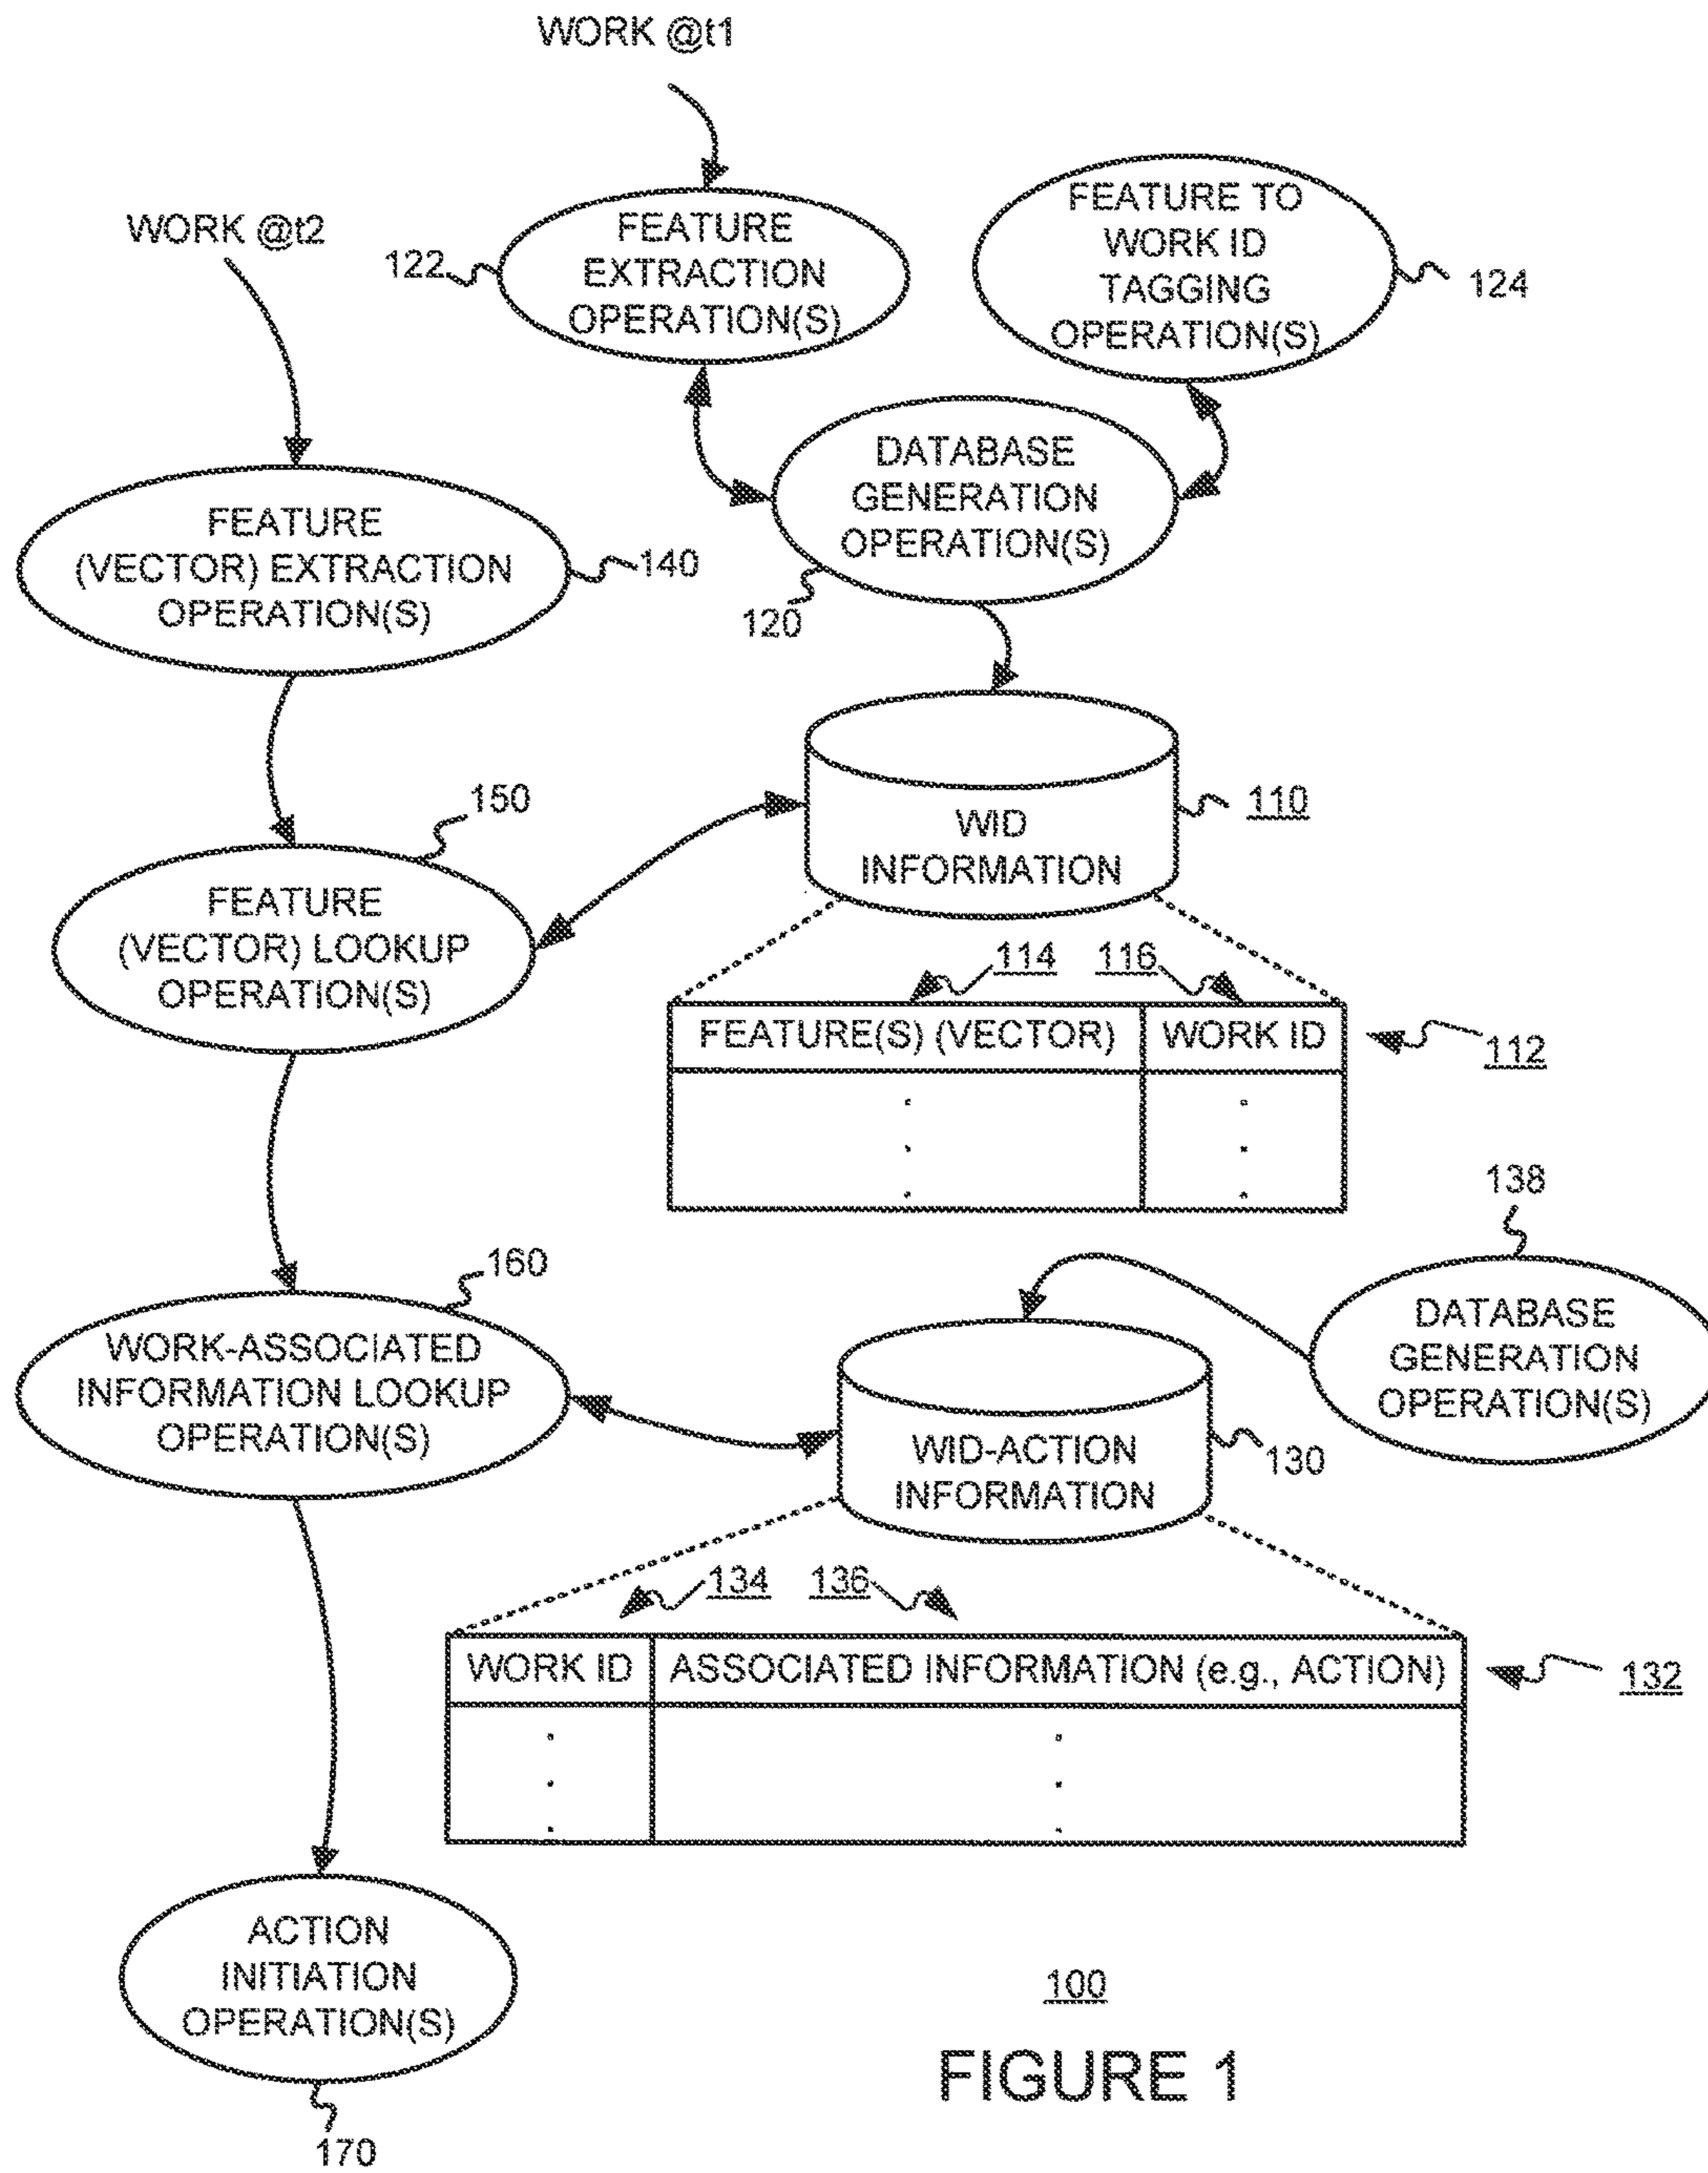 WORK @t1
WORK @t2
122
FEATURE
EXTRACTION
OPERATION(S)
FEATURE TO
WORK ID
TAGGING
OPERATION(S)
124
DATABASE
GENERATION
OPERATION(S)
120
FEATURE
(VECTOR) EXTRACTION
OPERATION(S)
140
150
FEATURE
(VECTOR) LOOKUP
OPERATION(S)
WID
INFORMATION
110
114
116
FEATURE(S) (VECTOR)
WORK ID
112
138
DATABASE
GENERATION
OPERATION(S)
160
WORK-ASSOCIATED
INFORMATION LOOKUP
OPERATION(S)
WID-ACTION
INFORMATION
130
134
136
WORK ID
ASSOCIATED INFORMATION (e.g., ACTION)
132
ACTION
INITIATION
OPERATION(S)
170
100
FIGURE 1